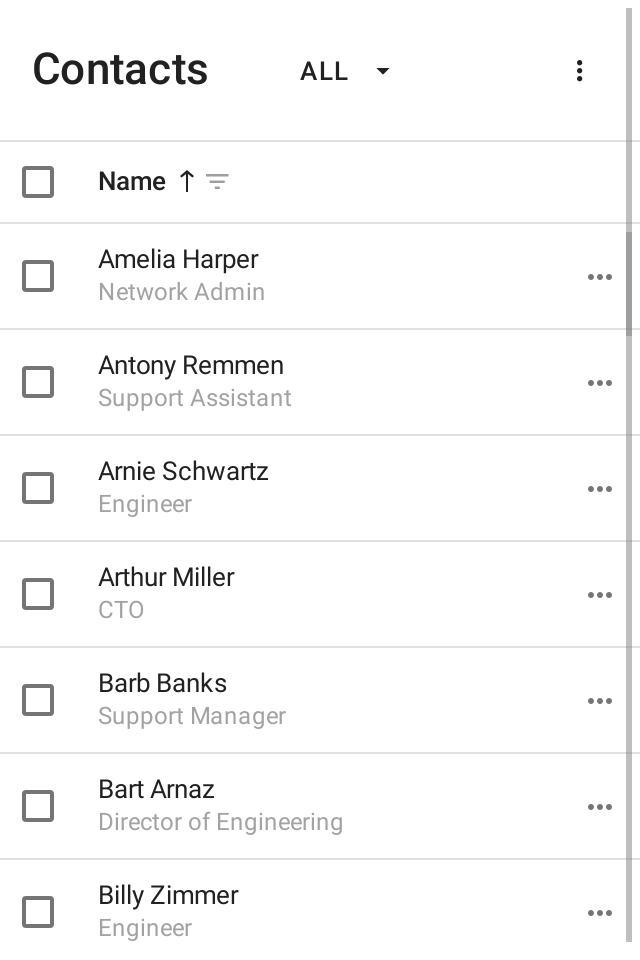 Contacts ALL
Name
Amelia Harper
Network Admin
Antony Remmen
Support Assistant
Arnie Schwartz
Engineer
Arthur Miller
CTO
Barb Banks
Support Manager
Bart Arnaz
Director of Engineering
Billy Zimmer
Engineer